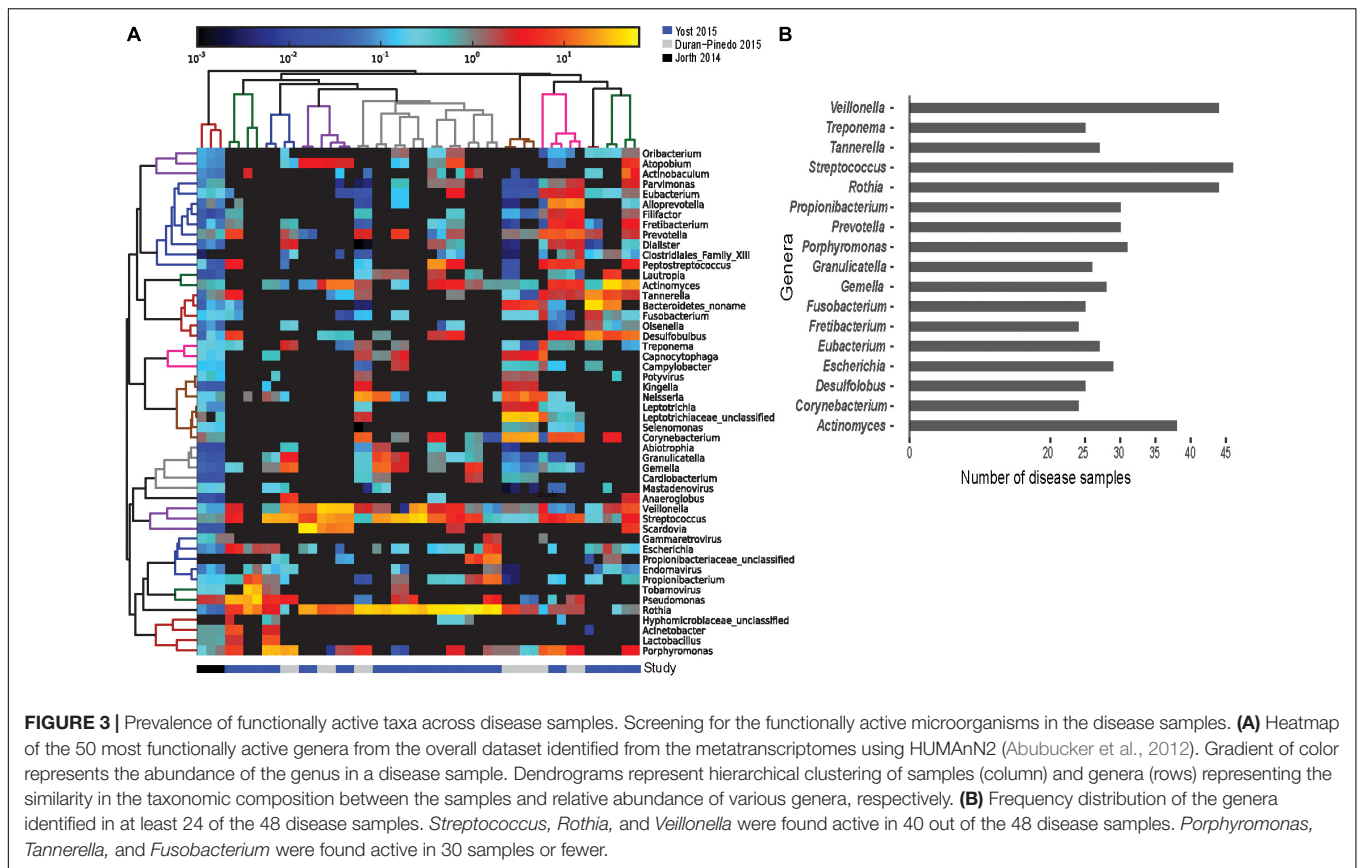 A
10⁻³
10⁻²
10⁻¹
10⁰
10¹
Yost 2015
Duran-Pinedo 2015
Jorth 2014
Oribacterium
Atopobium
Actinobaculum
Parvimonas
Eubacterium
Alloprevotella
Filifactor
Fretibacterium
Prevotella
Dialister
Clostridiales_Family_XIII
Peptostreptococcus
Lautropia
Actinomyces
Tannerella
Bacteroidetes_noname
Fusobacterium
Olsenella
Desulfobulbus
Treponema
Capnocytophaga
Campylobacter
Potyvirus
Kingella
Neisseria
Leptotrichia
Leptotrichiaceae_unclassified
Selenomonas
Corynebacterium
Abiotrophia
Granulicatella
Gemella
Cardiobacterium
Mastadenovirus
Anaeroglobus
Veillonella
Streptococcus
Scardovia
Gammaretrovirus
Escherichia
Propionibacteriaceae_unclassified
Endornavirus
Propionibacterium
Tobamovirus
Pseudomonas
Rothia
Hyphomicrobiaceae_unclassified
Acinetobacter
Lactobacillus
Porphyromonas
Study
B
Genera
Veillonella
Treponema
Tannerella
Streptococcus
Rothia
Propionibacterium
Prevotella
Porphyromonas
Granulicatella
Gemella
Fusobacterium
Fretibacterium
Eubacterium
Escherichia
Desulfolobus
Corynebacterium
Actinomyces
0 20 25 30 35 40 45
Number of disease samples
FIGURE 3 | Prevalence of functionally active taxa across disease samples. Screening for the functionally active microorganisms in the disease samples. (A) Heatmap
of the 50 most functionally active genera from the overall dataset identified from the metatranscriptomes using HUMAnN2 (Abubucker et al., 2012). Gradient of color
represents the abundance of the genus in a disease sample. Dendrograms represent hierarchical clustering of samples (column) and genera (rows) representing the
similarity in the taxonomic composition between the samples and relative abundance of various genera, respectively. (B) Frequency distribution of the genera
identified in at least 24 of the 48 disease samples. Streptococcus, Rothia, and Veillonella were found active in 40 out of the 48 disease samples. Porphyromonas,
Tannerella, and Fusobacterium were found active in 30 samples or fewer.